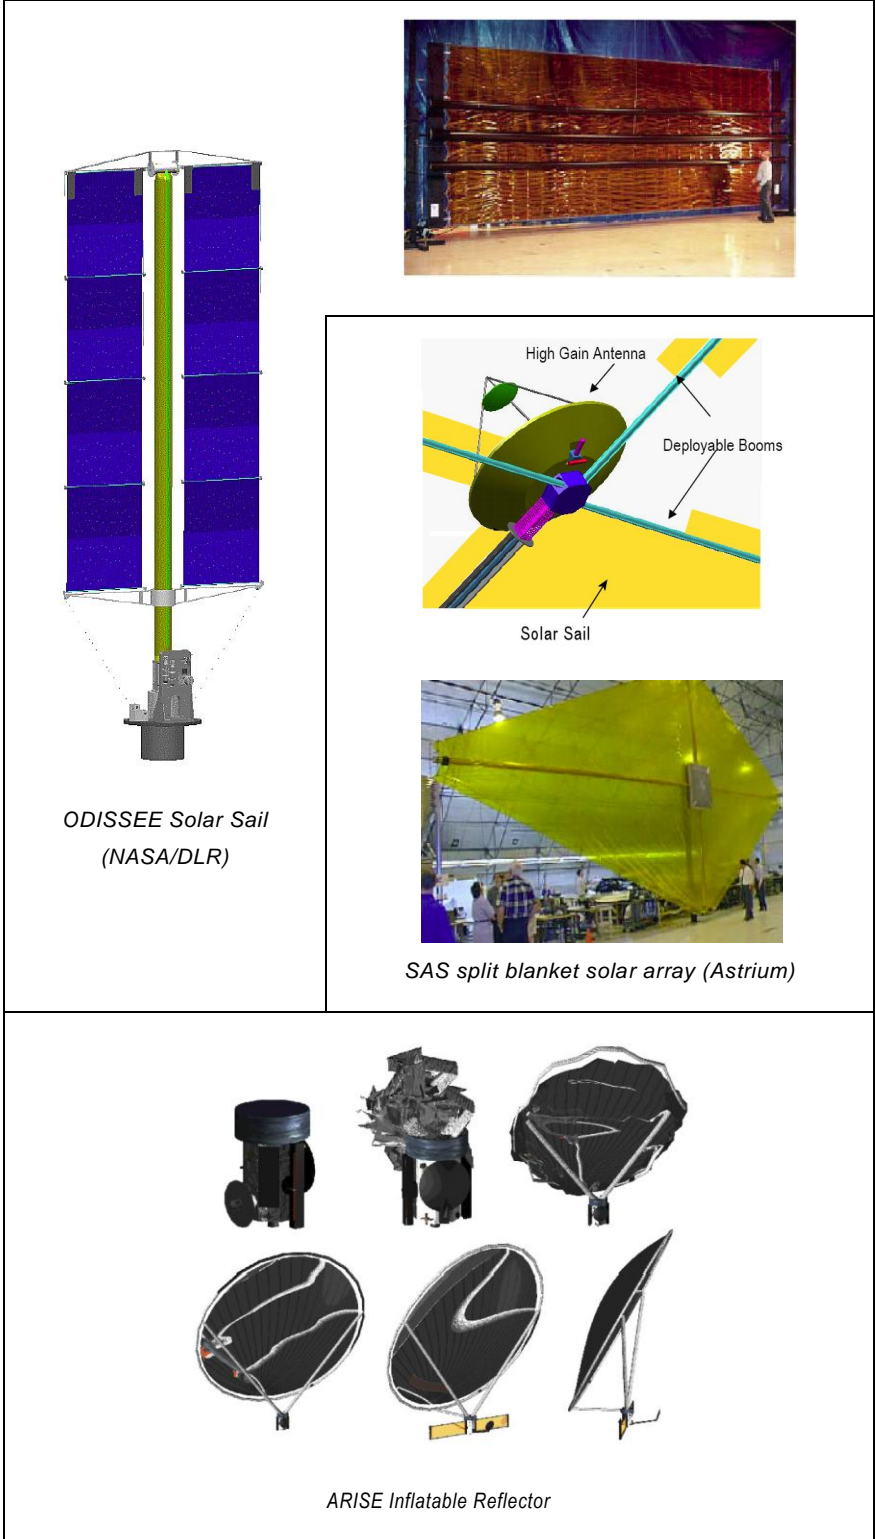 High Gain Antenna
Deployable Booms
Solar Sail
ODISSEE Solar Sail
(NASA/DLR)
SAS split blanket solar array (Astrium)
ARISE Inflatable Reflector